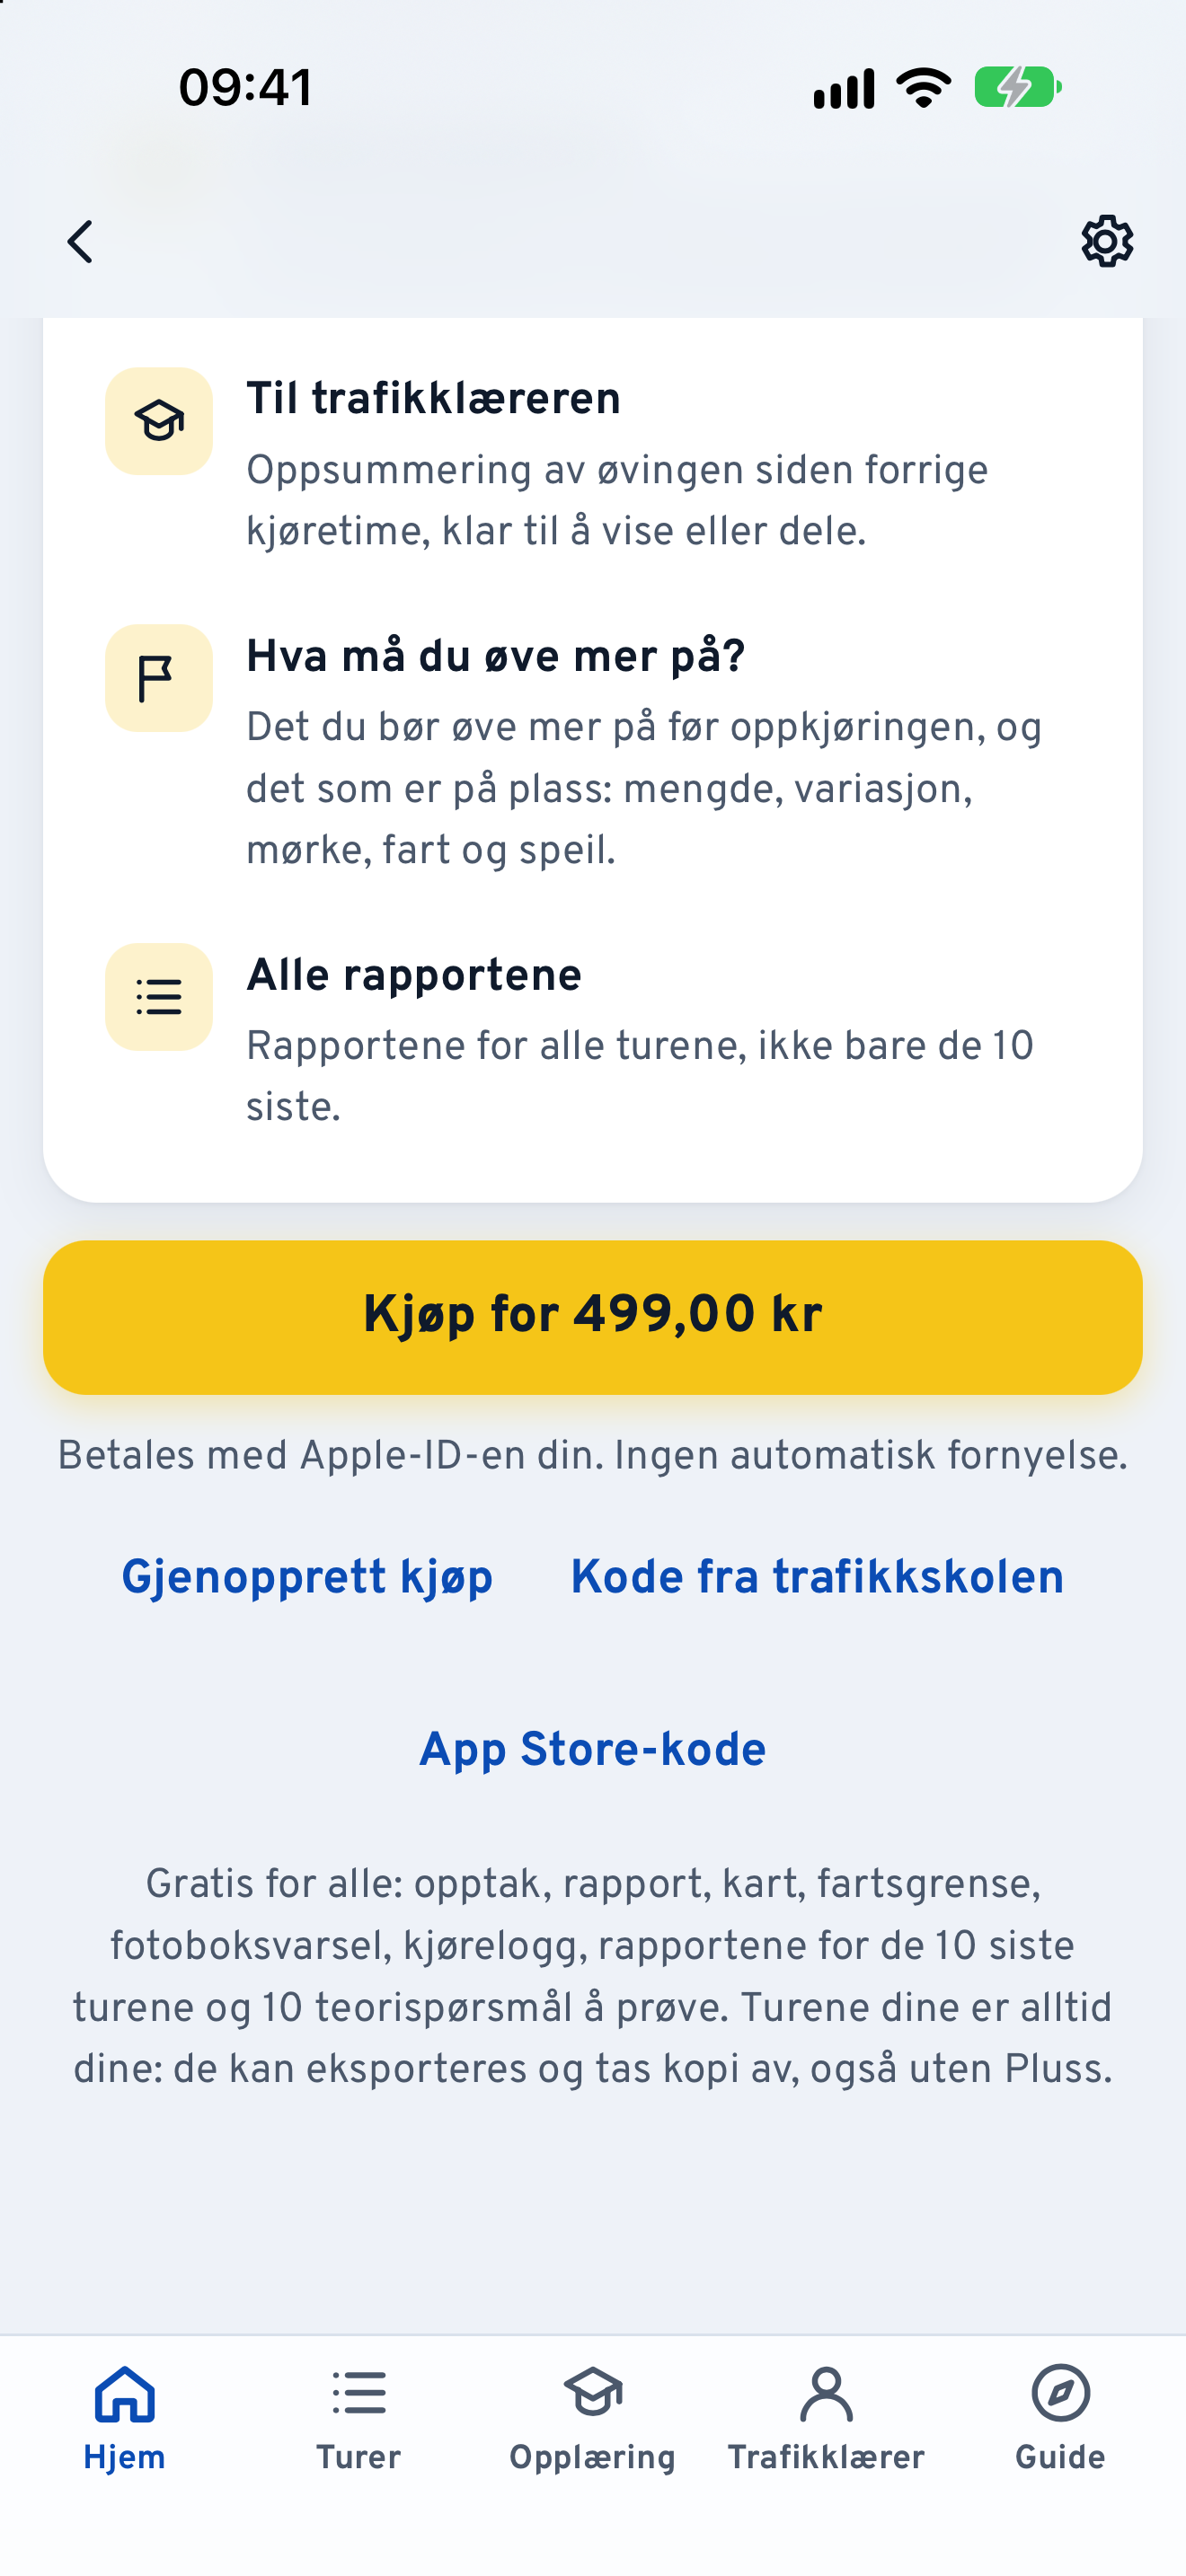 09:41
Til trafikklæreren
Oppsummering av øvingen siden forrige
kjøretime, klar til å vise eller dele.
Hva må du øve mer på?
Det du bør øve mer på før oppkjøringen, og
det som er på plass: mengde, variasjon,
mørke, fart og speil.
Alle rapportene
Rapportene for alle turene, ikke bare de 10
siste.
Kjøp for 499,00 kr
Betales med Apple-ID-en din. Ingen automatisk fornyelse.
Gjenopprett kjøp
Kode fra trafikkskolen
App Store-kode
Gratis for alle: opptak, rapport, kart, fartsgrense,
fotoboksvarsel, kjørelogg, rapportene for de 10 siste
turene og 10 teorispørsmål å prøve. Turene dine er alltid
dine: de kan eksporteres og tas kopi av, også uten Pluss.
Hjem
Turer
Opplæring
Trafikklærer
Guide